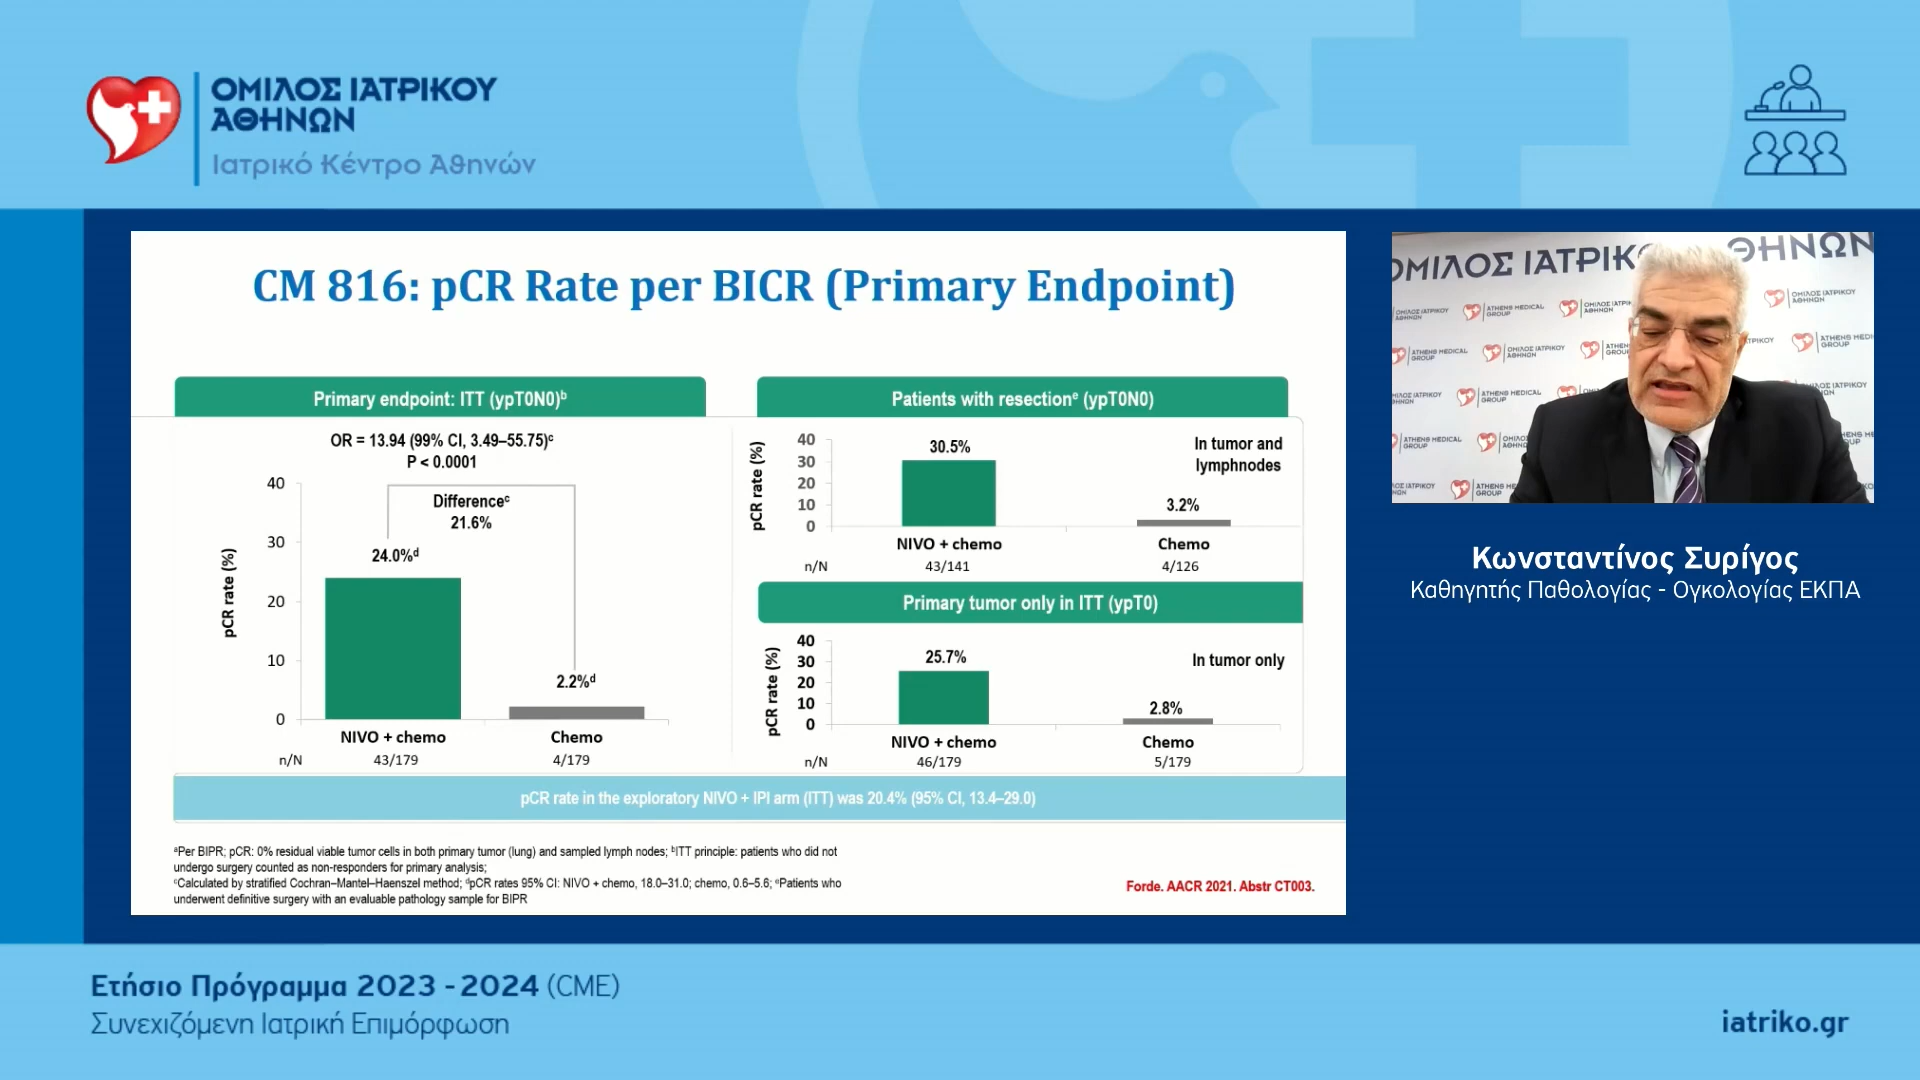 ΟΜΙΛΟΣ ΙΑΤΡΙΚΟΥ
ΑΘΗΝΩΝ
Ιατρικό Κέντρο Αθηνών
CM 816: pCR Rate per BICR (Primary Endpoint)
Primary endpoint: ITT (ypT0N0)ᵇ
OR = 13.94 (99% CI, 3.49–55.75)ᶜ
P < 0.0001
Differenceᶜ
21.6%
pCR rate (%)
40
30
20
10
0
24.0%ᵈ
2.2%ᵈ
NIVO + chemo
Chemo
n/N
43/179
4/179
Patients with resectionᵉ (ypT0N0)
pCR rate (%)
40
30
20
10
0
30.5%
3.2%
In tumor and
lymphnodes
NIVO + chemo
Chemo
n/N
43/141
4/126
Primary tumor only in ITT (ypT0)
pCR rate (%)
40
30
20
10
0
25.7%
2.8%
In tumor only
NIVO + chemo
Chemo
n/N
46/179
5/179
pCR rate in the exploratory NIVO + IPI arm (ITT) was 20.4% (95% CI, 13.4–29.0)
ᵃPer BIPR; pCR: 0% residual viable tumor cells in both primary tumor (lung) and sampled lymph nodes; ᵇITT principle: patients who did not
undergo surgery counted as non-responders for primary analysis;
ᶜCalculated by stratified Cochran–Mantel–Haenszel method; ᵈpCR rates 95% CI: NIVO + chemo, 18.0–31.0; chemo, 0.6–5.6; ᵉPatients who
underwent definitive surgery with an evaluable pathology sample for BIPR
Forde. AACR 2021. Abstr CT003.
Κωνσταντίνος Συρίγος
Καθηγητής Παθολογίας - Ογκολογίας ΕΚΠΑ
Ετήσιο Πρόγραμμα 2023 - 2024 (CME)
Συνεχιζόμενη Ιατρική Επιμόρφωση
iatriko.gr